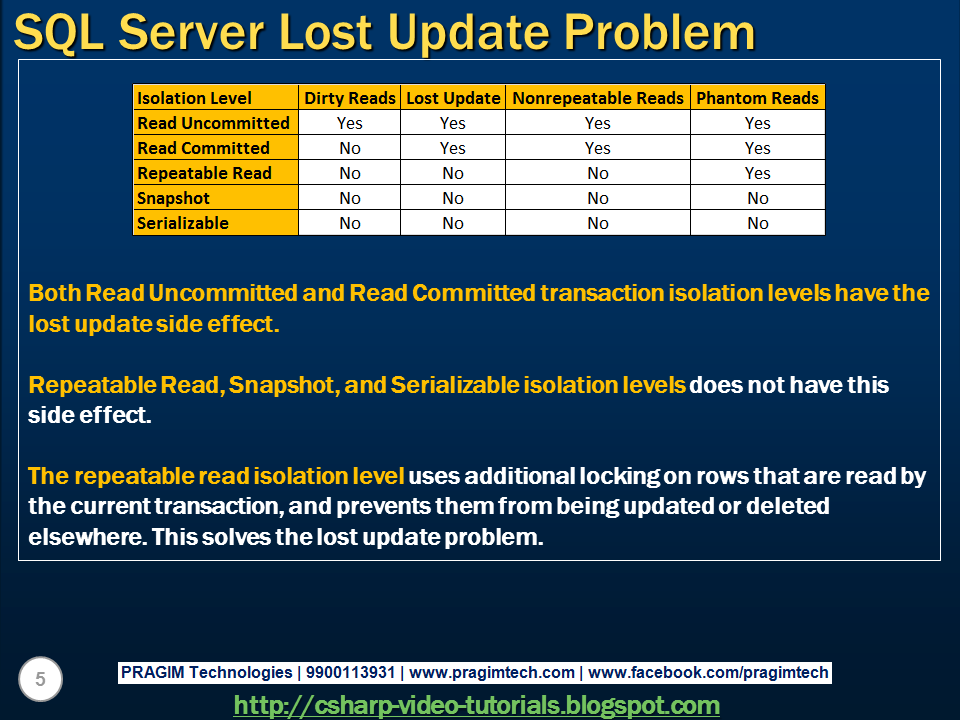 SQL Server Lost Update Problem
Isolation Level Dirty Reads Lost Update Nonrepeatable Reads Phantom Reads
Read Uncommitted Yes Yes Yes Yes
Read Committed No Yes Yes Yes
Repeatable Read No No No Yes
Snapshot No No No No
Serializable No No No No
Both Read Uncommitted and Read Committed transaction isolation levels have the
lost update side effect.
Repeatable Read, Snapshot, and Serializable isolation levels does not have this
side effect.
The repeatable read isolation level uses additional locking on rows that are read by
the current transaction, and prevents them from being updated or deleted
elsewhere. This solves the lost update problem.
5
PRAGIM Technologies | 9900113931 | www.pragimtech.com | www.facebook.com/pragimtech
http://csharp-video-tutorials.blogspot.com